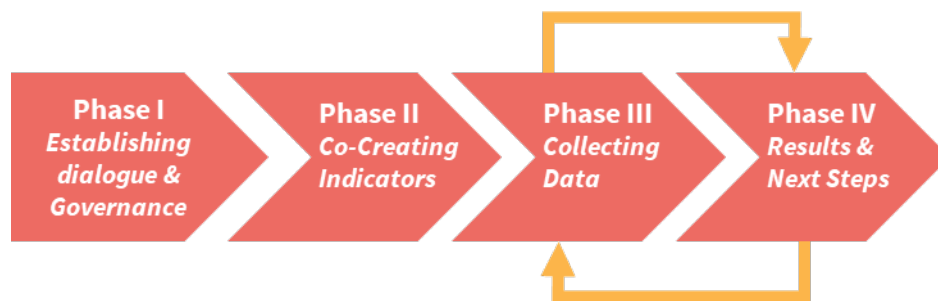 Phase I
Establishing
dialogue &
Governance
Phase II
Co-Creating
Indicators
Phase III
Collecting
Data
Phase IV
Results &
Next Steps